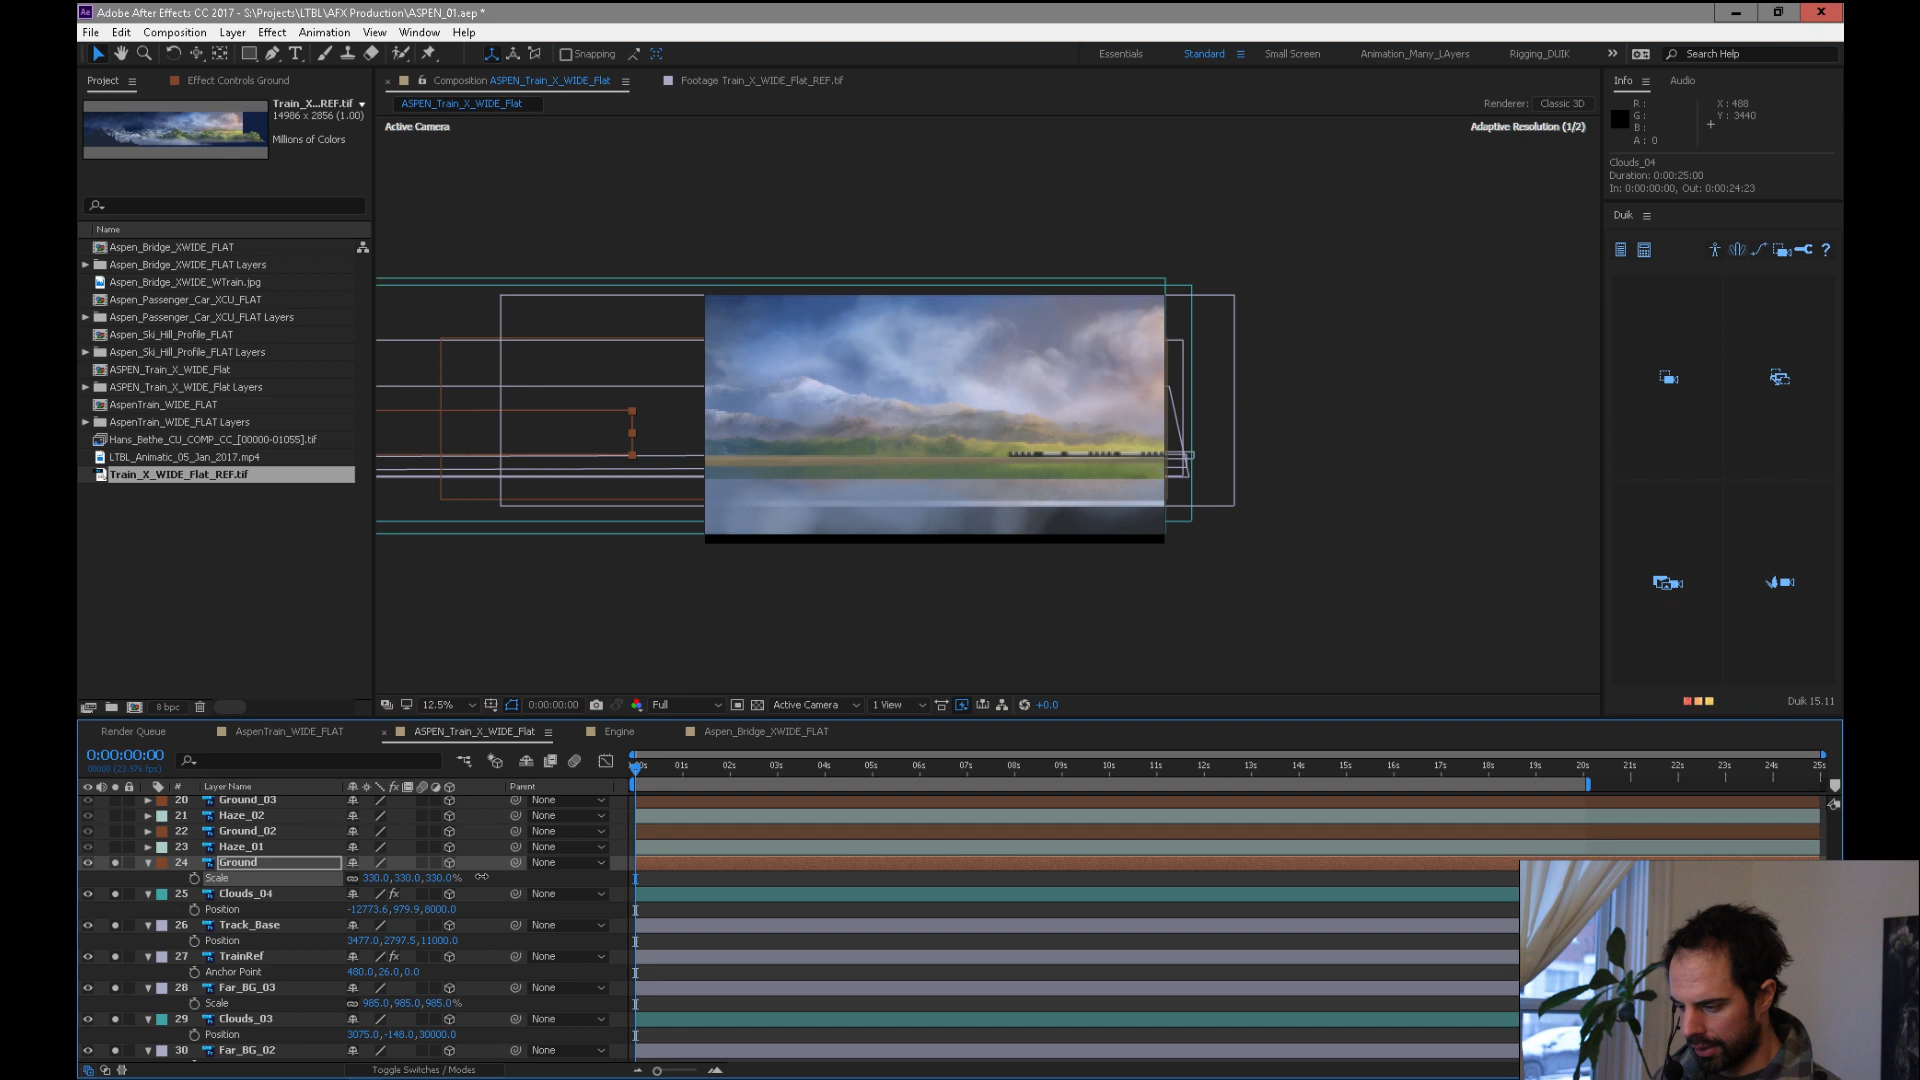 Adobe After Effects CC 2017 - S:\Projects\LTBL\AFX Production\ASPEN_01.aep *
File Edit Composition Layer Effect Animation View Window Help
Snapping Essentials Standard Small Screen Animation_Many_LAyers Rigging_DUIK Search Help
Project Effect Controls Ground Composition ASPEN_Train_X_WIDE_Flat Footage Train_X_WIDE_Flat_REF.tif Info Audio
Train_X...REF.tif
14986 x 2856 (1.00)
Millions of Colors
ASPEN_Train_X_WIDE_Flat Renderer: Classic 3D
Active Camera Adaptive Resolution (1/2)
R :
G :
B :
A : 0
X : 488
Y : 3440
Clouds_04
Duration: 0:00:25:00
In: 0:00:00:00, Out: 0:00:24:23
Duik
Name
Aspen_Bridge_XWIDE_FLAT
Aspen_Bridge_XWIDE_FLAT Layers
Aspen_Bridge_XWIDE_WTrain.jpg
Aspen_Passenger_Car_XCU_FLAT
Aspen_Passenger_Car_XCU_FLAT Layers
Aspen_Ski_Hill_Profile_FLAT
Aspen_Ski_Hill_Profile_FLAT Layers
ASPEN_Train_X_WIDE_Flat
ASPEN_Train_X_WIDE_Flat Layers
AspenTrain_WIDE_FLAT
AspenTrain_WIDE_FLAT Layers
Hans_Bethe_CU_COMP_CC_[00000-01055].tif
LTBL_Animatic_05_Jan_2017.mp4
Train_X_WIDE_Flat_REF.tif
8 bpc 12.5% 0:00:00:00 Full Active Camera 1 View +0.0 Duik 15.11
Render Queue AspenTrain_WIDE_FLAT ASPEN_Train_X_WIDE_Flat Engine Aspen_Bridge_XWIDE_FLAT
0:00:00:00
00000 (23.976 fps)
01s 02s 03s 04s 05s 06s 07s 08s 09s 10s 11s 12s 13s 14s 15s 16s 17s 18s 19s 20s 21s 22s 23s 24s 25s
# Layer Name fx Parent
20 Ground_03 None
21 Haze_02 None
22 Ground_02 None
23 Haze_01 None
24 Ground None
Scale 330.0,330.0,330.0%
25 Clouds_04 fx None
Position -12773.6,979.9,8000.0
26 Track_Base None
Position 3477.0,2797.5,11000.0
27 TrainRef fx None
Anchor Point 480.0,26.0,0.0
28 Far_BG_03 None
Scale 985.0,985.0,985.0%
29 Clouds_03 None
Position 3075.0,-148.0,30000.0
30 Far_BG_02 None
Toggle Switches / Modes